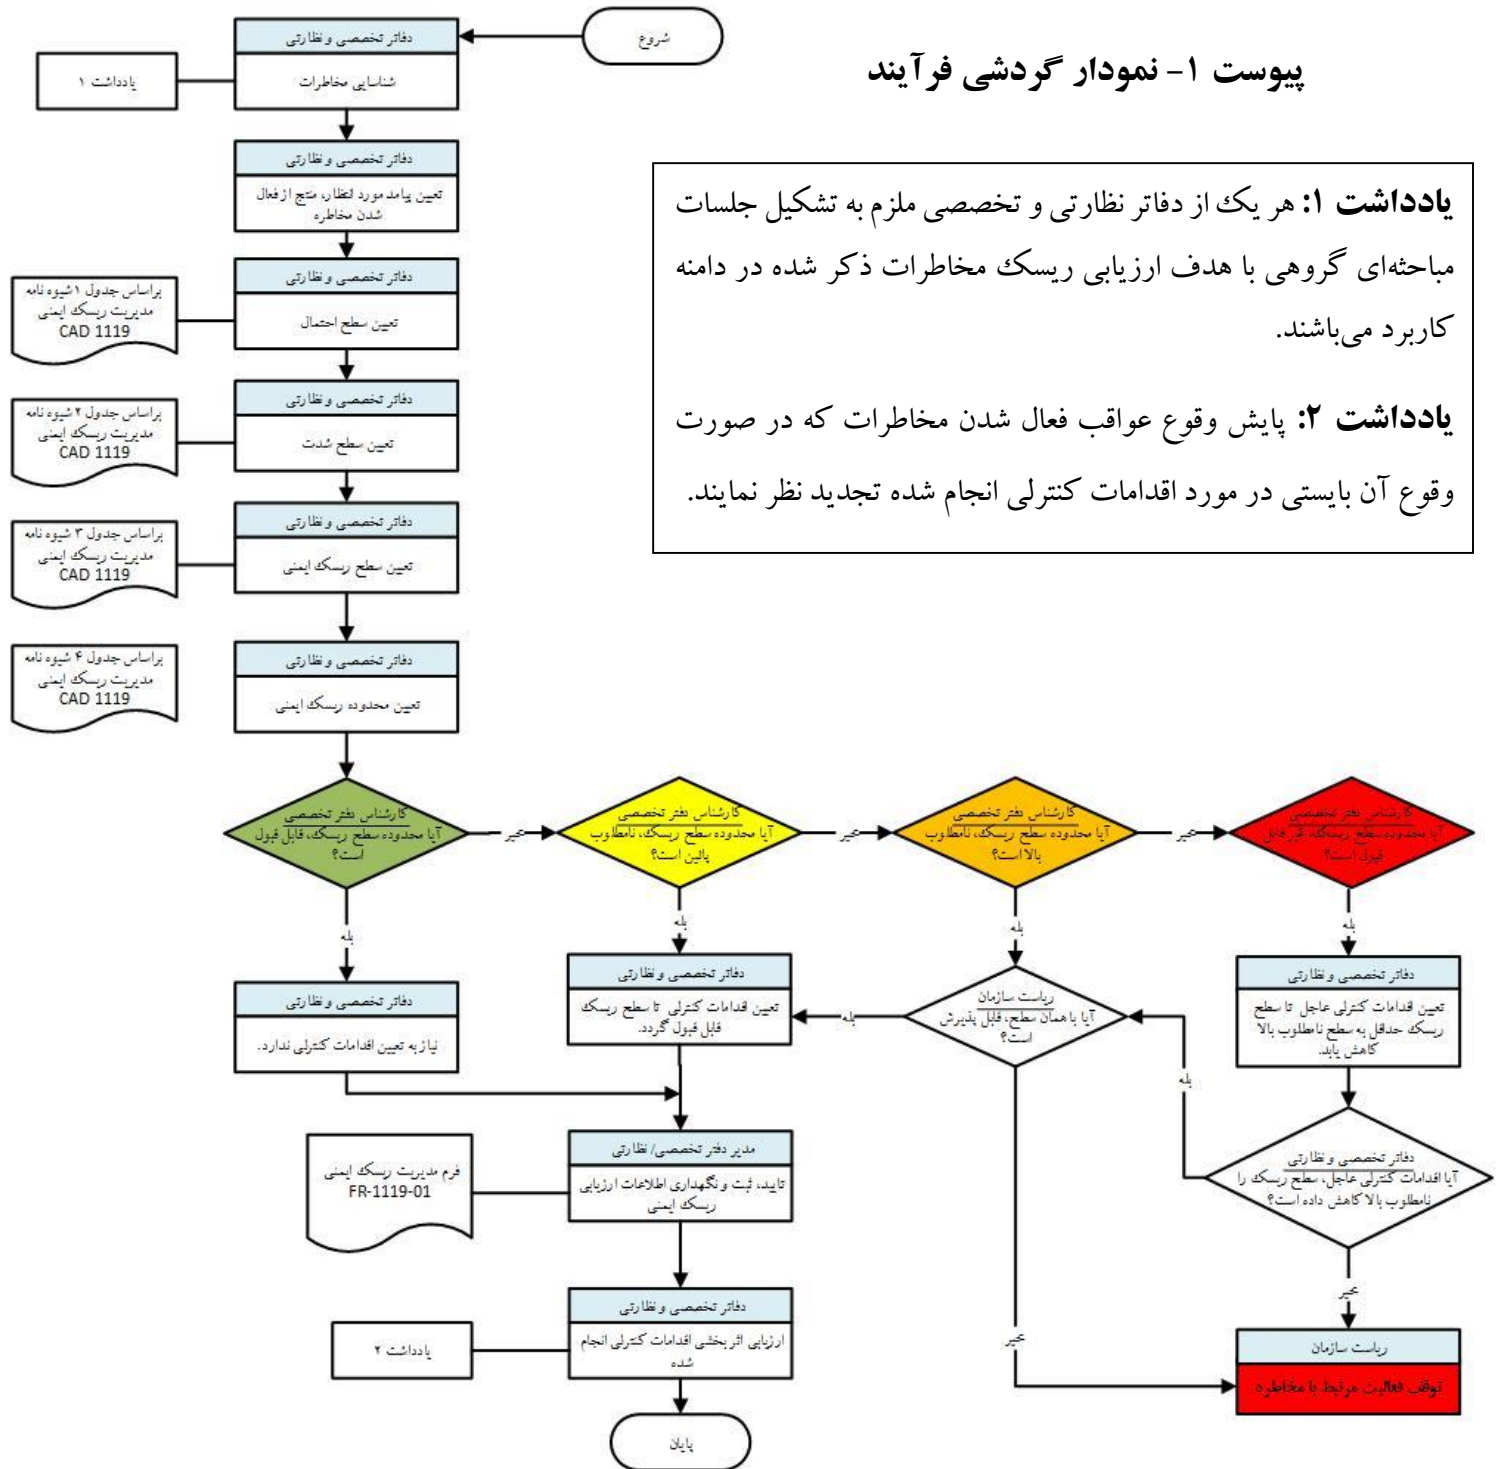 پیوست ۱- نمودار گردشی فرآیند
یادداشت ۱: هر یک از دفاتر نظارتی و تخصصی ملزم به تشکیل جلسات
مباحثه‌ای گروهی با هدف ارزیابی ریسک مخاطرات ذکر شده در دامنه
کاربرد می‌باشند.
یادداشت ۲: پایش وقوع عواقب فعال شدن مخاطرات که در صورت
وقوع آن بایستی در مورد اقدامات کنترلی انجام شده تجدید نظر نمایند.
شروع
دفاتر تخصصی و نظارتی
شناسایی مخاطرات
یادداشت ۱
دفاتر تخصصی و نظارتی
تعیین پیامد مورد انتظار، منتج از فعال
شدن مخاطره
دفاتر تخصصی و نظارتی
تعیین سطح احتمال
براساس جدول ۱ شیوه نامه
مدیریت ریسک ایمنی
CAD 1119
دفاتر تخصصی و نظارتی
تعیین سطح شدت
براساس جدول ۲ شیوه نامه
مدیریت ریسک ایمنی
CAD 1119
دفاتر تخصصی و نظارتی
تعیین سطح ریسک ایمنی
براساس جدول ۳ شیوه نامه
مدیریت ریسک ایمنی
CAD 1119
دفاتر تخصصی و نظارتی
تعیین محدوده ریسک ایمنی
براساس جدول ۴ شیوه نامه
مدیریت ریسک ایمنی
CAD 1119
کارشناس دفتر تخصصی
آیا محدوده سطح ریسک، قابل قبول
است؟
خیر
کارشناس دفتر تخصصی
آیا محدوده سطح ریسک، نامطلوب
پائین است؟
خیر
کارشناس دفتر تخصصی
آیا محدوده سطح ریسک، نامطلوب
بالا است؟
خیر
کارشناس دفتر تخصصی
آیا محدوده سطح ریسک، غیر قابل
قبول است؟
بله
بله
بله
بله
دفاتر تخصصی و نظارتی
نیاز به تعیین اقدامات کنترلی ندارد.
دفاتر تخصصی و نظارتی
تعیین اقدامات کنترلی تا سطح ریسک
قابل قبول گردد.
بله
ریاست سازمان
آیا با همان سطح، قابل پذیرش
است؟
دفاتر تخصصی و نظارتی
تعیین اقدامات کنترلی عاجل تا سطح
ریسک حداقل به سطح نامطلوب بالا
کاهش یابد.
بله
دفاتر تخصصی و نظارتی
آیا اقدامات کنترلی عاجل، سطح ریسک را
نامطلوب بالا کاهش داده است؟
مدیر دفتر تخصصی/ نظارتی
تایید، ثبت و نگهداری اطلاعات ارزیابی
ریسک ایمنی
فرم مدیریت ریسک ایمنی
FR-1119-01
دفاتر تخصصی و نظارتی
ارزیابی اثر بخشی اقدامات کنترلی انجام
شده
یادداشت ۲
خیر
خیر
ریاست سازمان
توقف فعالیت مرتبط با مخاطره
پایان